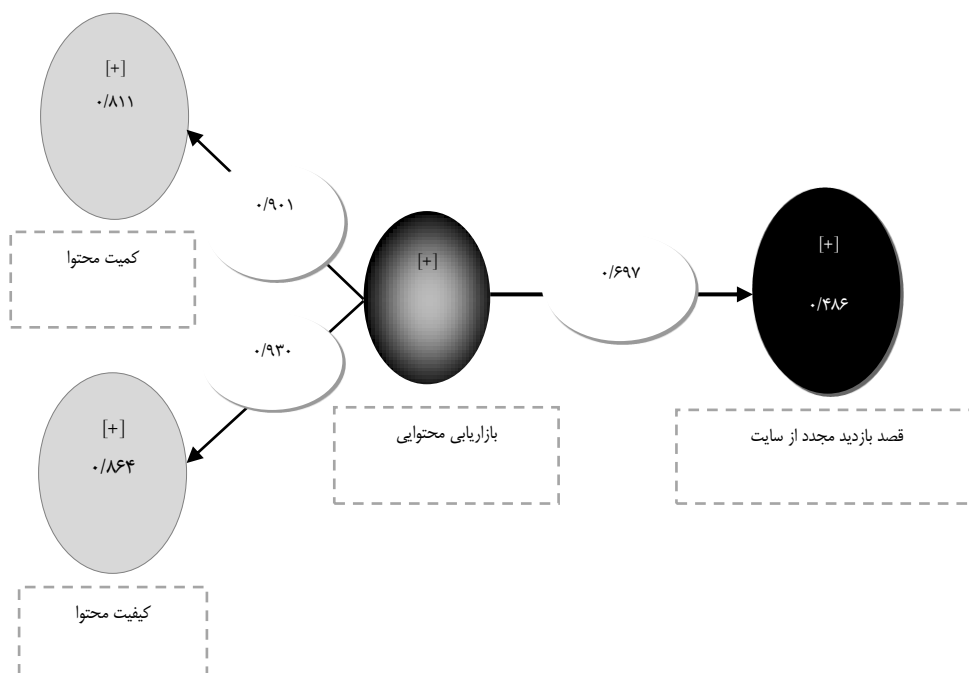 [+]
۰/۸۱۱
کمیت محتوا
۰/۹۰۱
[+]
۰/۶۹۷
[+]
۰/۴۸۶
۰/۹۳۰
بازاریابی محتوایی
قصد بازدید مجدد از سایت
[+]
۰/۸۶۴
کیفیت محتوا